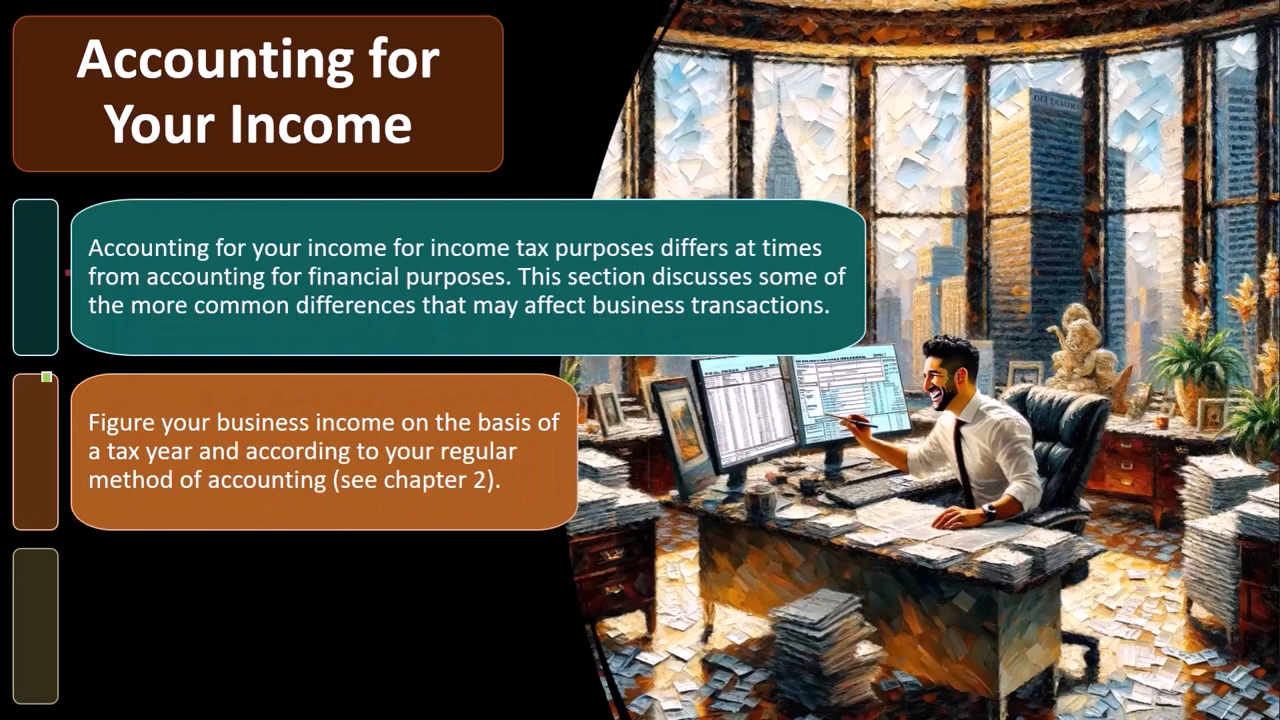 Accounting for
Your Income
Accounting for your income for income tax purposes differs at times
from accounting for financial purposes. This section discusses some of
the more common differences that may affect business transactions.
Figure your business income on the basis of
a tax year and according to your regular
method of accounting (see chapter 2).